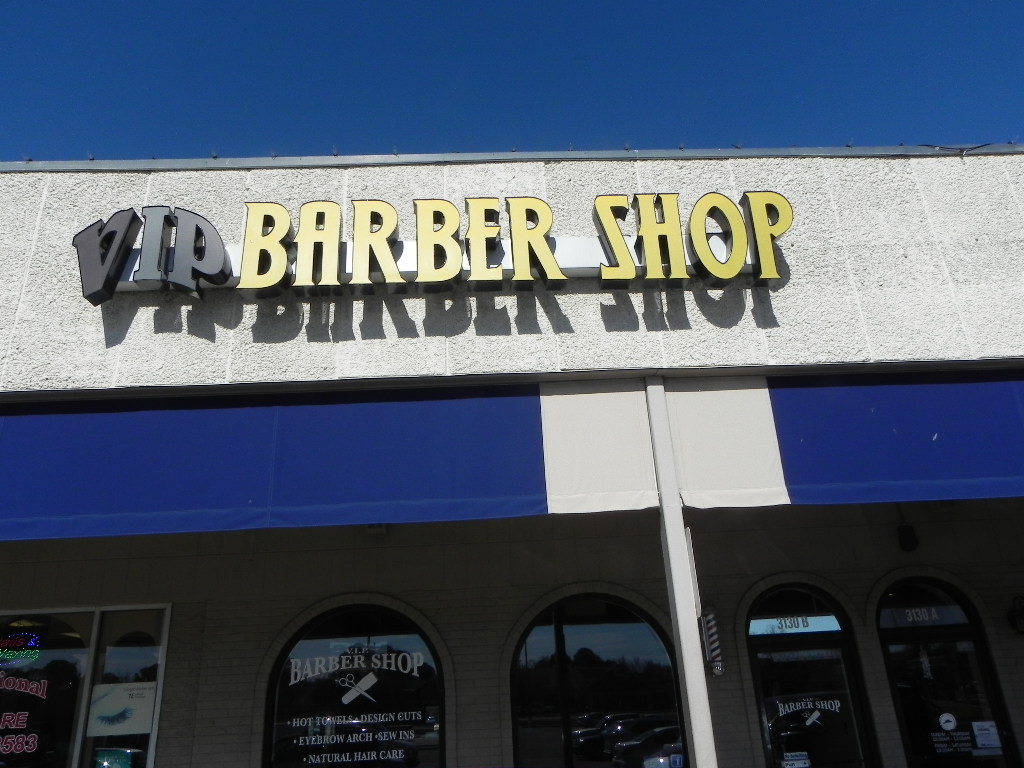 VIP BARBER SHOP
V.I.P.
BARBER SHOP
• HOT TOWELS • DESIGN CUTS
• EYEBROW ARCH • SEW INS
• NATURAL HAIR CARE
3130 B
3130 A
V.I.P.
BARBER SHOP
ional
RE
583